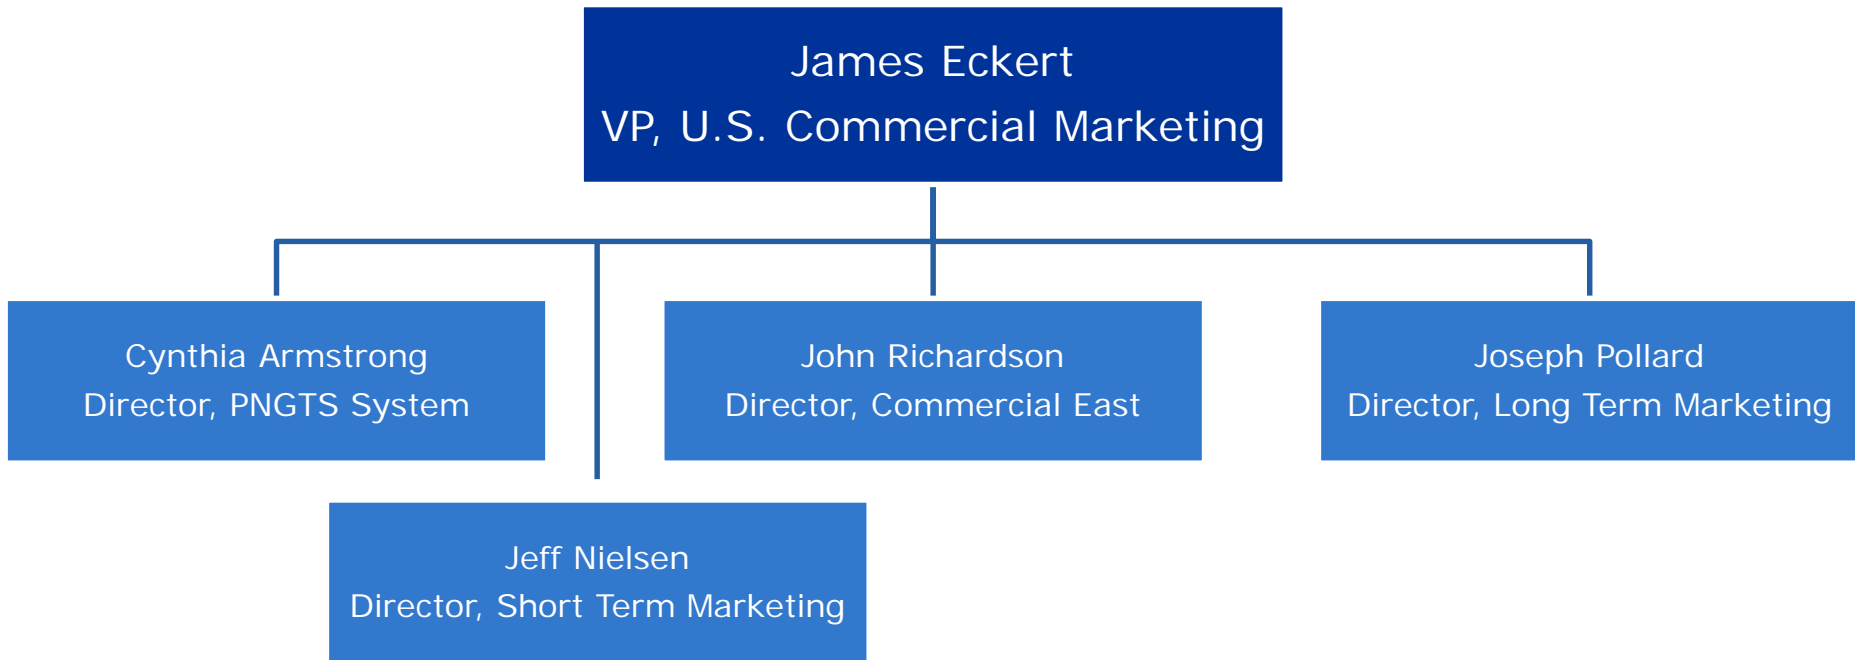 James Eckert
VP, U.S. Commercial Marketing
Cynthia Armstrong
Director, PNGTS System
John Richardson
Director, Commercial East
Joseph Pollard
Director, Long Term Marketing
Jeff Nielsen
Director, Short Term Marketing